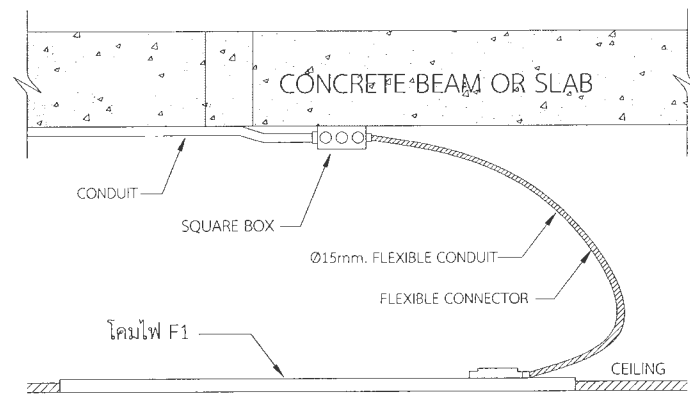 CONCRETE BEAM OR SLAB
CONDUIT
SQUARE BOX
Ø15mm. FLEXIBLE CONDUIT
FLEXIBLE CONNECTOR
โคมไฟ F1
CEILING